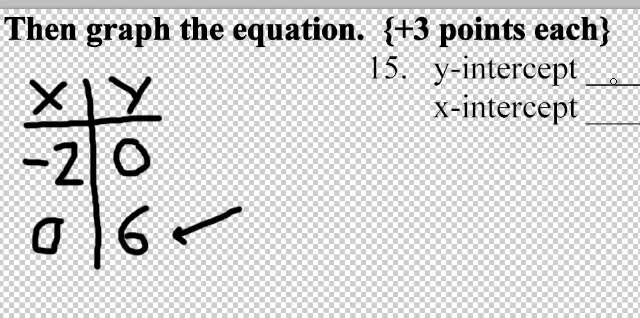 Then graph the equation. {+3 points each}
15. y-intercept
x-intercept
X Y
-2 0
0 6